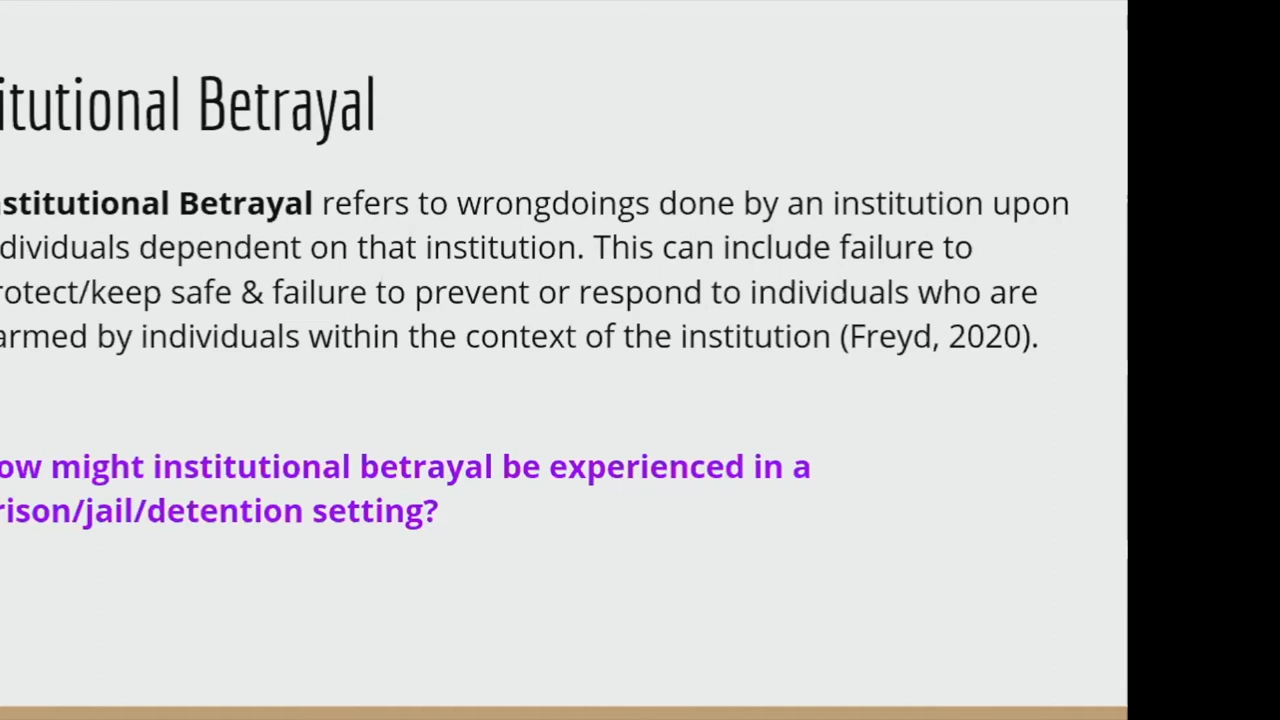 itutional Betrayal
stitutional Betrayal refers to wrongdoings done by an institution upon
dividuals dependent on that institution. This can include failure to
rotect/keep safe & failure to prevent or respond to individuals who are
armed by individuals within the context of the institution (Freyd, 2020).
ow might institutional betrayal be experienced in a
rison/jail/detention setting?